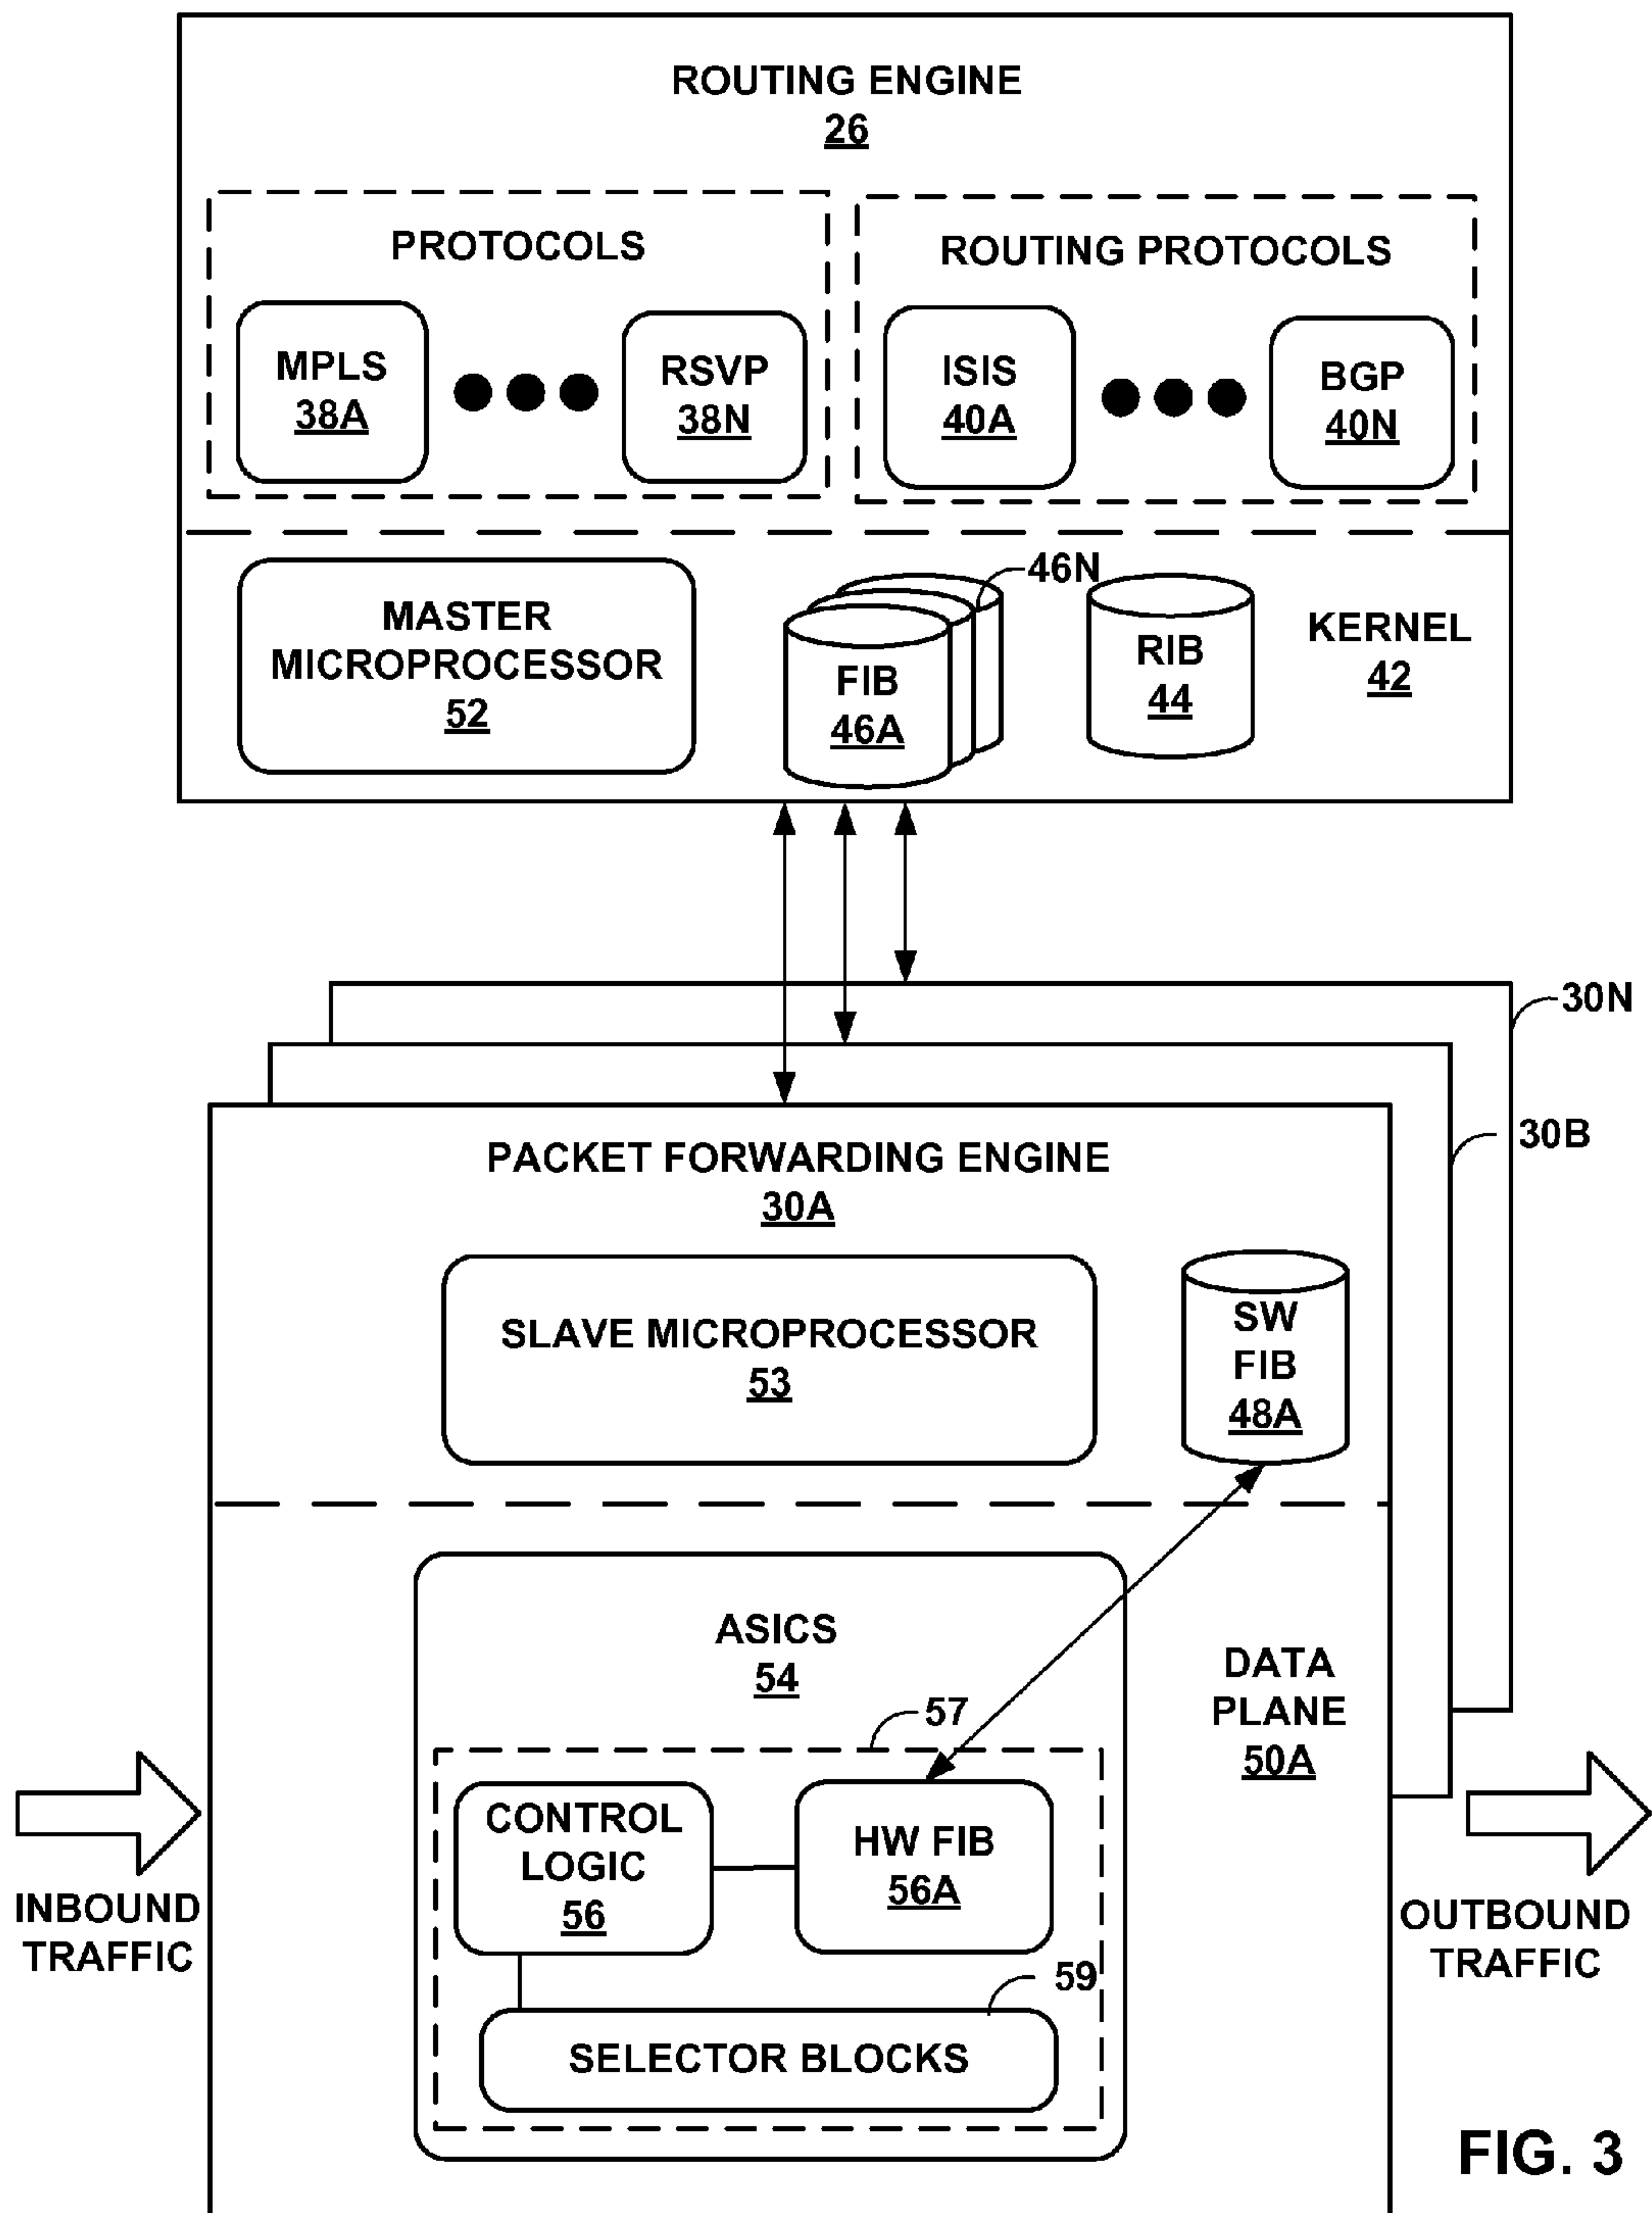 ROUTING ENGINE
26
PROTOCOLS
MPLS
38A
RSVP
38N
ROUTING PROTOCOLS
ISIS
40A
BGP
40N
MASTER
MICROPROCESSOR
52
46N
FIB
46A
RIB
44
KERNEL
42
30N
30B
PACKET FORWARDING ENGINE
30A
SLAVE MICROPROCESSOR
53
SW
FIB
48A
ASICS
54
57
DATA
PLANE
50A
CONTROL
LOGIC
56
HW FIB
56A
59
SELECTOR BLOCKS
INBOUND
TRAFFIC
OUTBOUND
TRAFFIC
FIG. 3